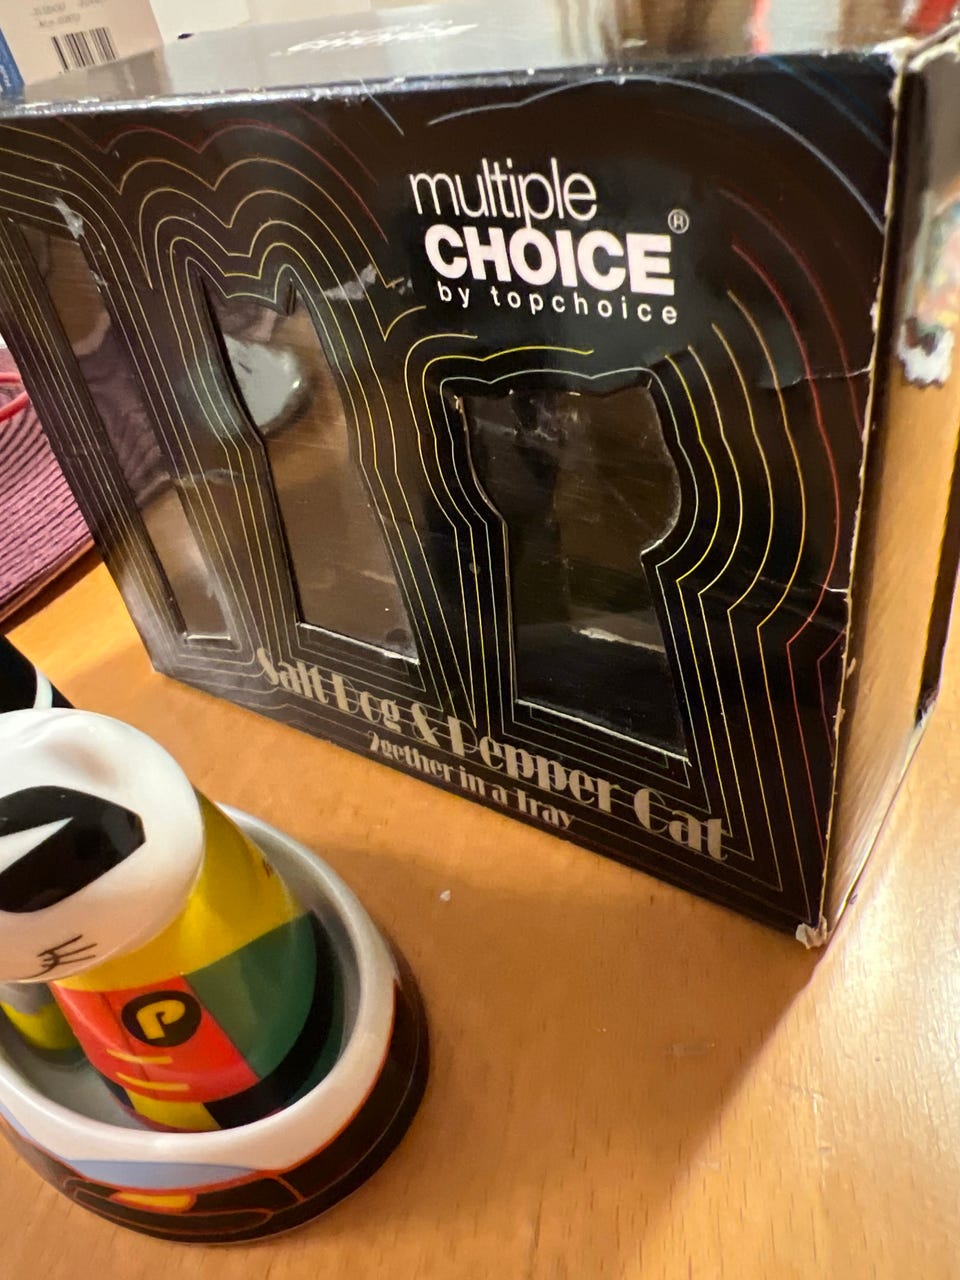 multiple
CHOICE®
by topchoice
Salt Dog & Pepper Cat
2gether in a Tray
P